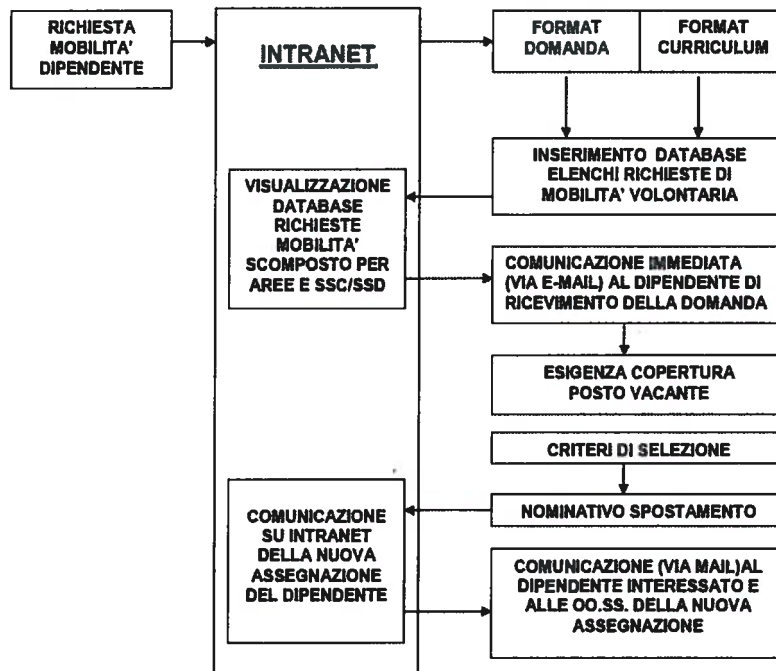 RICHIESTA
MOBILITA'
DIPENDENTE
INTRANET
FORMAT
DOMANDA
FORMAT
CURRICULUM
INSERIMENTO DATABASE
ELENCHI RICHIESTE DI
MOBILITA' VOLONTARIA
VISUALIZZAZIONE
DATABASE
RICHIESTE
MOBILITA'
SCOMPOSTO PER
AREE E SSC/SSD
COMUNICAZIONE IMMEDIATA
(VIA E-MAIL) AL DIPENDENTE DI
RICEVIMENTO DELLA DOMANDA
ESIGENZA COPERTURA
POSTO VACANTE
CRITERI DI SELEZIONE
NOMINATIVO SPOSTAMENTO
COMUNICAZIONE
SU INTRANET
DELLA NUOVA
ASSEGNAZIONE
DEL DIPENDENTE
COMUNICAZIONE (VIA MAIL)AL
DIPENDENTE INTERESSATO E
ALLE OO.SS. DELLA NUOVA
ASSEGNAZIONE